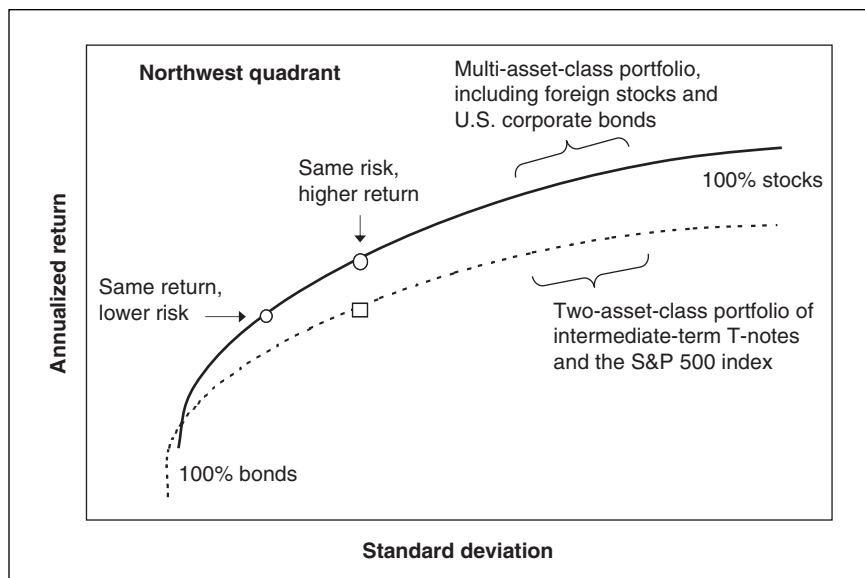 Northwest quadrant
Multi-asset-class portfolio,
including foreign stocks and
U.S. corporate bonds
Same risk,
higher return
100% stocks
Same return,
lower risk
Two-asset-class portfolio of
intermediate-term T-notes
and the S&P 500 index
100% bonds
Annualized return
Standard deviation